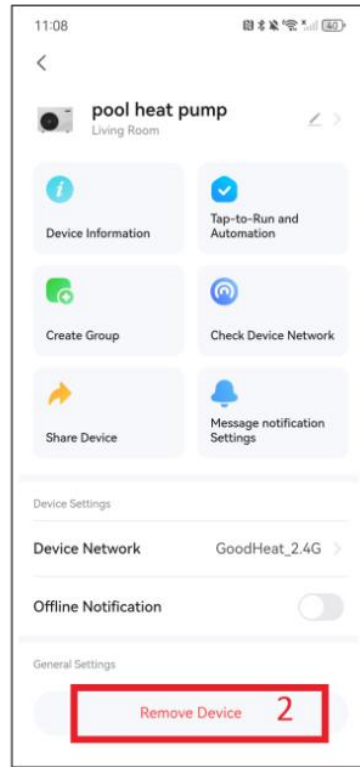 11:08
40
pool heat pump
Living Room
Device Information
Tap-to-Run and
Automation
Create Group
Check Device Network
Share Device
Message notification
Settings
Device Settings
Device Network GoodHeat_2.4G
Offline Notification
General Settings
Remove Device 2